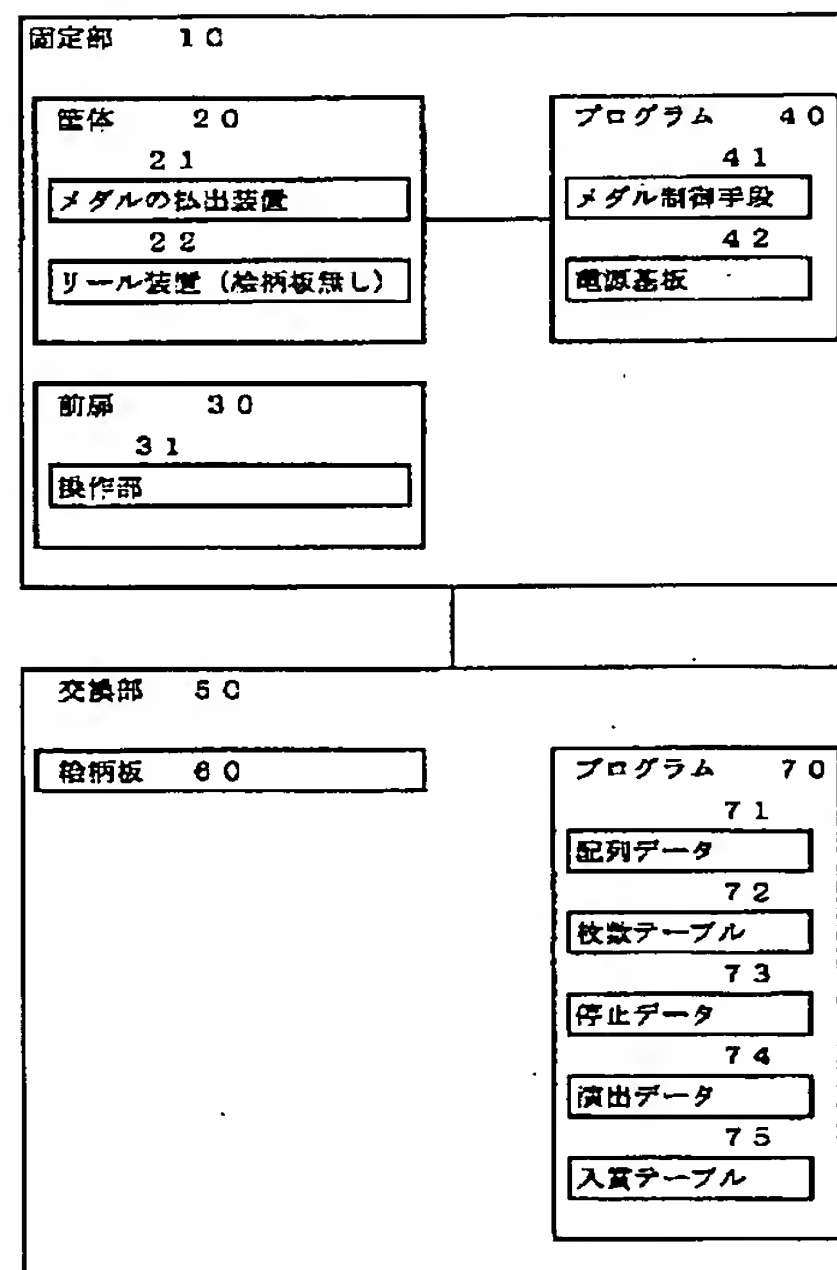 固定部 10
筐体 20
21
メダルの払出装置
22
リール装置（絵柄板無し）
プログラム 40
41
メダル制御手段
42
電源基板
前扉 30
31
操作部
交換部 50
絵柄板 60
プログラム 70
71
配列データ
72
枚数テーブル
73
停止データ
74
演出データ
75
入賞テーブル